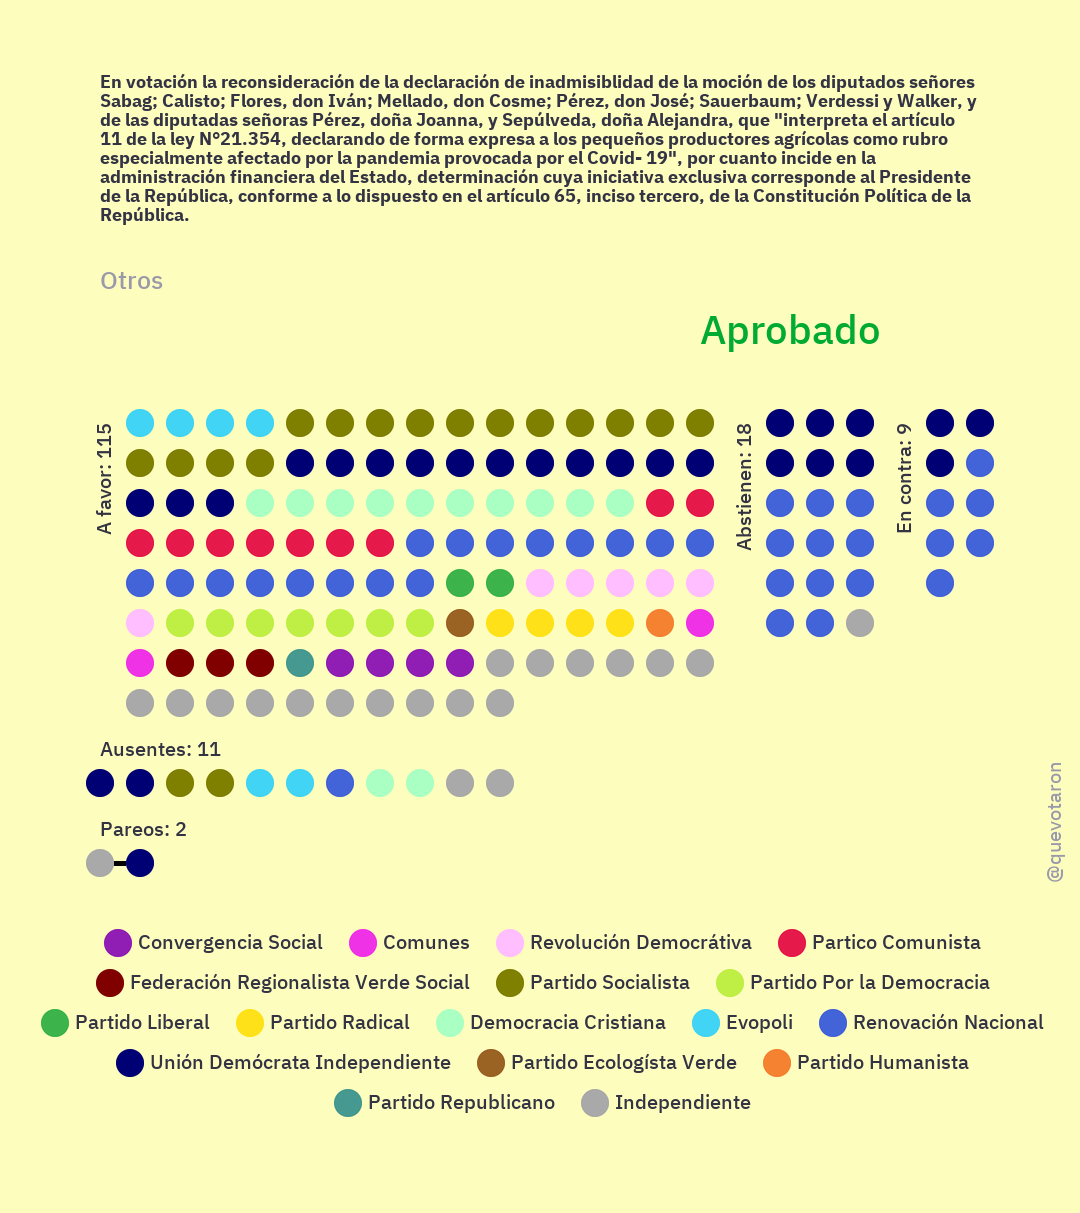 En votación la reconsideración de la declaración de inadmisiblidad de la moción de los diputados señores
Sabag; Calisto; Flores, don Iván; Mellado, don Cosme; Pérez, don José; Sauerbaum; Verdessi y Walker, y
de las diputadas señoras Pérez, doña Joanna, y Sepúlveda, doña Alejandra, que "interpreta el artículo
11 de la ley N°21.354, declarando de forma expresa a los pequeños productores agrícolas como rubro
especialmente afectado por la pandemia provocada por el Covid- 19", por cuanto incide en la
administración financiera del Estado, determinación cuya iniciativa exclusiva corresponde al Presidente
de la República, conforme a lo dispuesto en el artículo 65, inciso tercero, de la Constitución Política de la
República.
Otros
Aprobado
A favor: 115
Abstienen: 18
En contra: 9
Ausentes: 11
Pareos: 2
@quevotaron
Convergencia Social Comunes Revolución Democrátiva Partico Comunista
Federación Regionalista Verde Social Partido Socialista Partido Por la Democracia
Partido Liberal Partido Radical Democracia Cristiana Evopoli Renovación Nacional
Unión Demócrata Independiente Partido Ecologísta Verde Partido Humanista
Partido Republicano Independiente